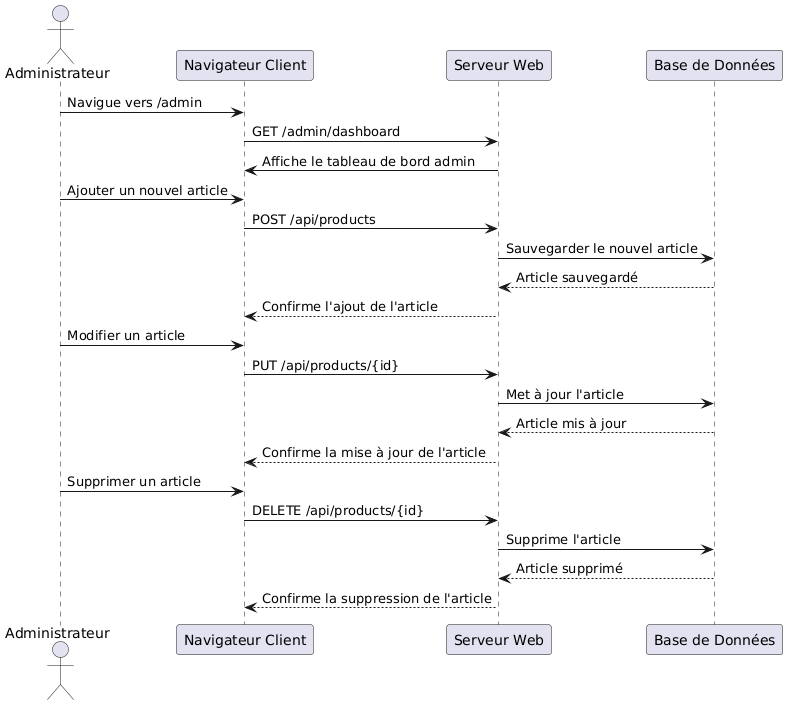 Administrateur
Navigateur Client
Serveur Web
Base de Données
Navigue vers /admin
GET /admin/dashboard
Affiche le tableau de bord admin
Ajouter un nouvel article
POST /api/products
Sauvegarder le nouvel article
Article sauvegardé
Confirme l'ajout de l'article
Modifier un article
PUT /api/products/{id}
Met à jour l'article
Article mis à jour
Confirme la mise à jour de l'article
Supprimer un article
DELETE /api/products/{id}
Supprime l'article
Article supprimé
Confirme la suppression de l'article
Administrateur
Navigateur Client
Serveur Web
Base de Données